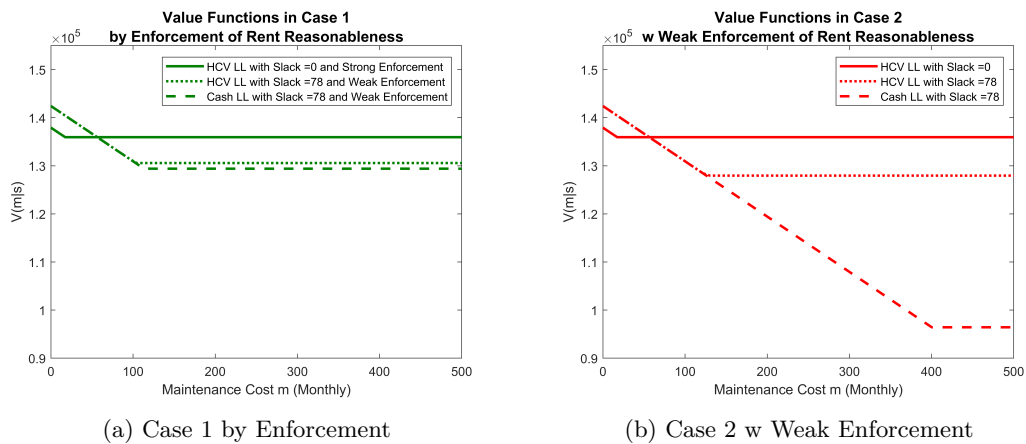 Value Functions in Case 1
by Enforcement of Rent Reasonableness
×10⁵
HCV LL with Slack =0 and Strong Enforcement
HCV LL with Slack =78 and Weak Enforcement
Cash LL with Slack =78 and Weak Enforcement
1.5
1.4
1.3
1.2
1.1
1
0.9
V(m|s)
0 100 200 300 400 500
Maintenance Cost m (Monthly)
(a) Case 1 by Enforcement
Value Functions in Case 2
w Weak Enforcement of Rent Reasonableness
×10⁵
HCV LL with Slack =0
HCV LL with Slack =78
Cash LL with Slack =78
1.5
1.4
1.3
1.2
1.1
1
0.9
V(m|s)
0 100 200 300 400 500
Maintenance Cost m (Monthly)
(b) Case 2 w Weak Enforcement